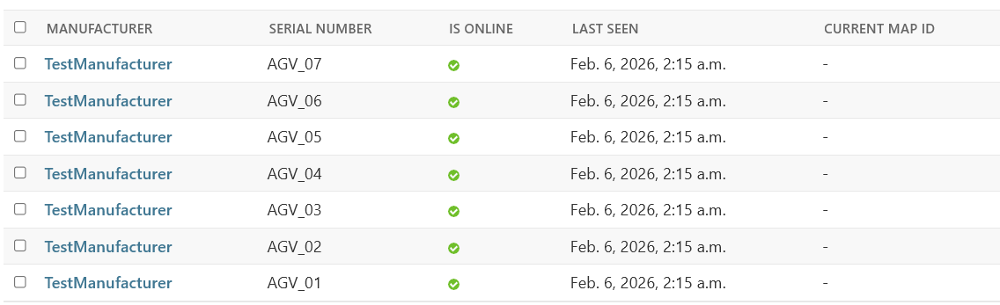 MANUFACTURER SERIAL NUMBER IS ONLINE LAST SEEN CURRENT MAP ID
TestManufacturer AGV_07 Feb. 6, 2026, 2:15 a.m. -
TestManufacturer AGV_06 Feb. 6, 2026, 2:15 a.m. -
TestManufacturer AGV_05 Feb. 6, 2026, 2:15 a.m. -
TestManufacturer AGV_04 Feb. 6, 2026, 2:15 a.m. -
TestManufacturer AGV_03 Feb. 6, 2026, 2:15 a.m. -
TestManufacturer AGV_02 Feb. 6, 2026, 2:15 a.m. -
TestManufacturer AGV_01 Feb. 6, 2026, 2:15 a.m. -